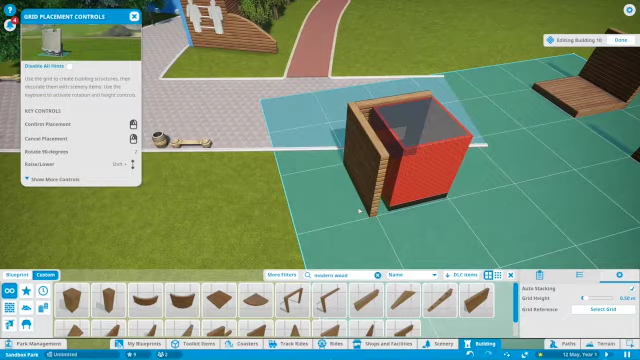 GRID PLACEMENT CONTROLS
Disable All Hints
Use the grid to create building structures, then
decorate them with scenery items. Use the
keyboard to activate rotation and height controls.
KEY CONTROLS
Confirm Placement
Cancel Placement
Rotate 90-degrees Z
Raise/Lower Shift +
Show More Controls
Editing Building 10 Done
Blueprint Custom
More Filters modern wood Name DLC items
Auto Stacking
Grid Height 0.50 m
Grid Reference Select Grid
Park Management My Blueprints Toolkit Items Coasters Track Rides Rides Shops and Facilities Scenery Building Paths Terrain
Sandbox Park Unlimited 12 May, Year 1